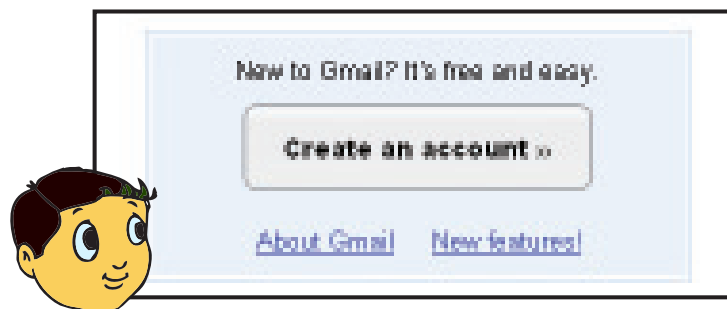 New to Gmail? It's free and easy.
Create an account »
About Gmail New features!